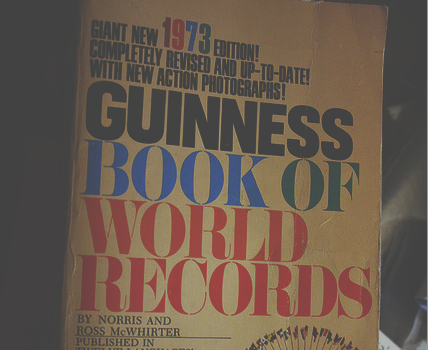 GIANT NEW 1973 EDITION!
COMPLETELY REVISED AND UP-TO-DATE!
WITH NEW ACTION PHOTOGRAPHS!
GUINNESS
BOOK OF
WORLD
RECORDS
BY NORRIS AND
ROSS McWHIRTER
PUBLISHED IN